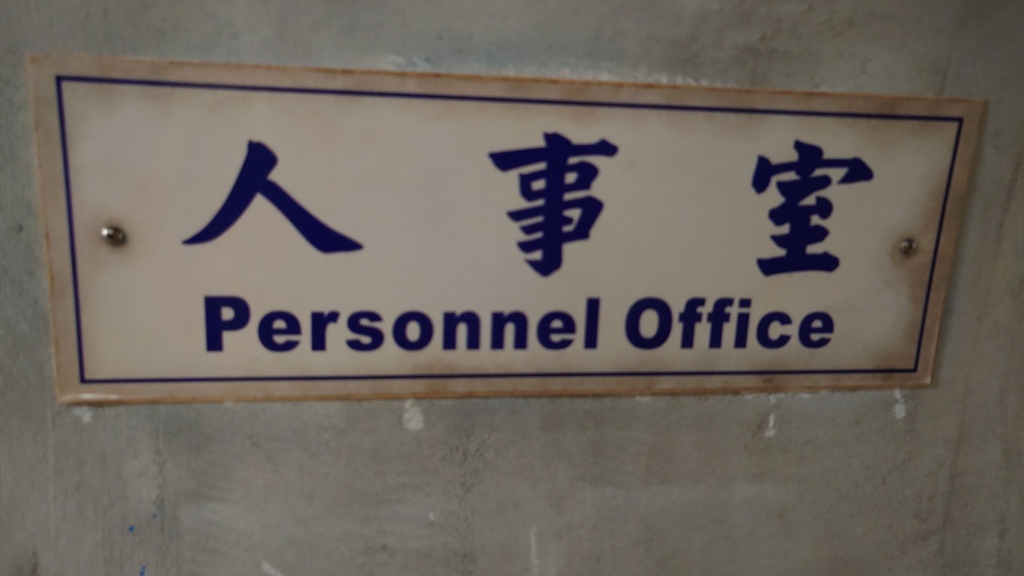 人事室
Personnel Office